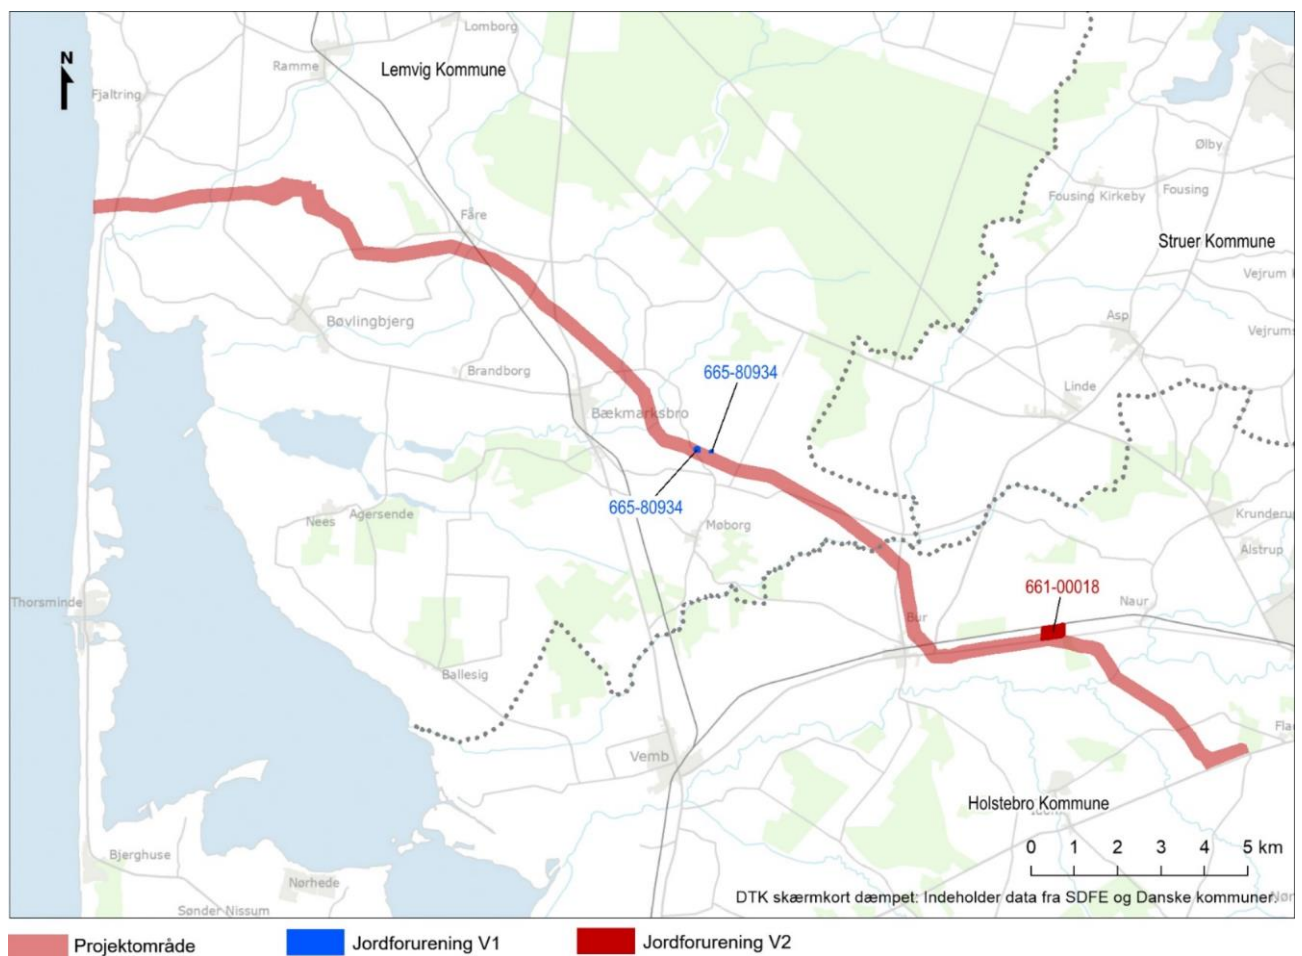 Lomborg
N
Ramme
Lemvig Kommune
Fjaltring
Ølby
Fousing Kirkeby
Fousing
Fåre
Struer Kommune
Vejrum
Bøvlingbjerg
Asp
Vejrums
Brandborg
665-80934
Linde
Bækmarksbro
665-80934
Nees
Agersende
Møborg
Krunderup
Alstrup
661-00018
Thorsminde
Naur
Bur
Ballesig
Vemb
Holstebro Kommune
0 1 2 3 4 5 km
Bjerghuse
Nørhede
DTK skærmkort dæmpet: Indeholder data fra SDFE og Danske kommuner.
Sønder Nissum
Projektområde
Jordforurening V1
Jordforurening V2